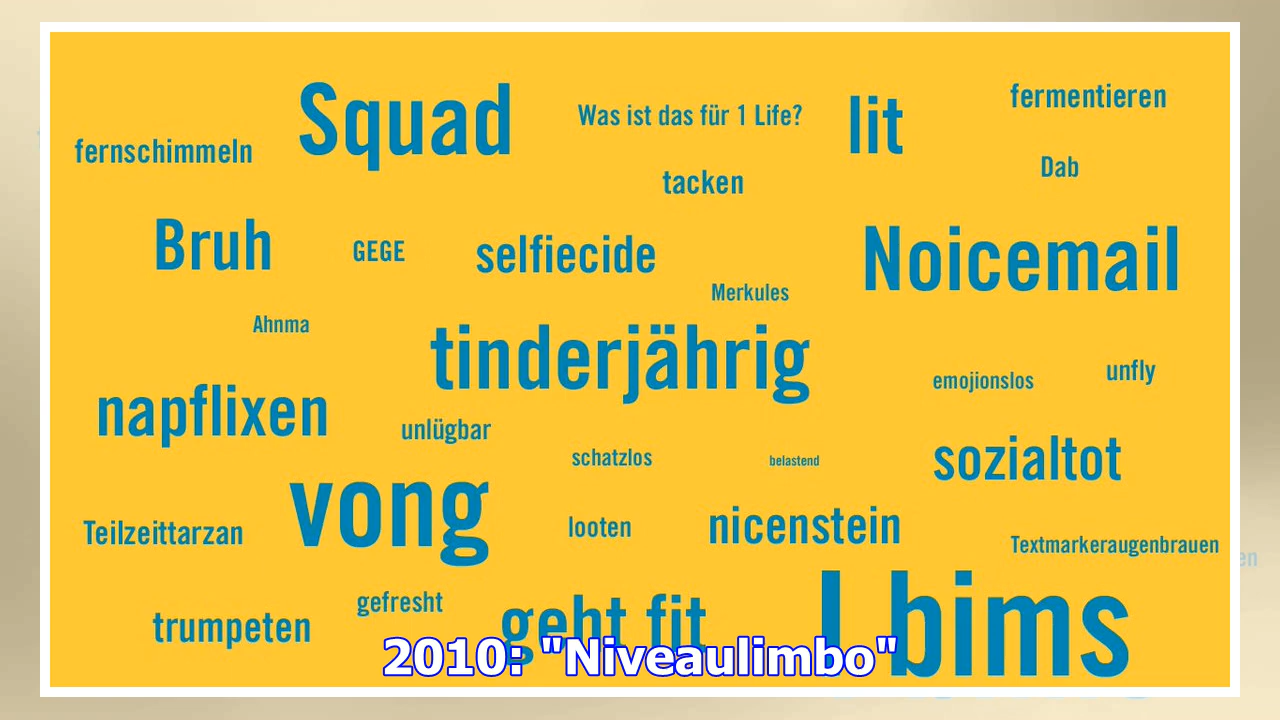 fermentieren
Squad
Was ist das für 1 Life?
lit
fernschimmeln
Dab
tacken
Bruh
GEGE
selfiecide
Noicemail
Merkules
Ahnma
tinderjährig
emojionslos
unfly
napflixen
unlügbar
schatzlos
belastend
sozialtot
vong
Teilzeittarzan
looten
nicenstein
Textmarkeraugenbrauen
gefresht
trumpeten
geht fit
I bims
2010: "Niveaulimbo"